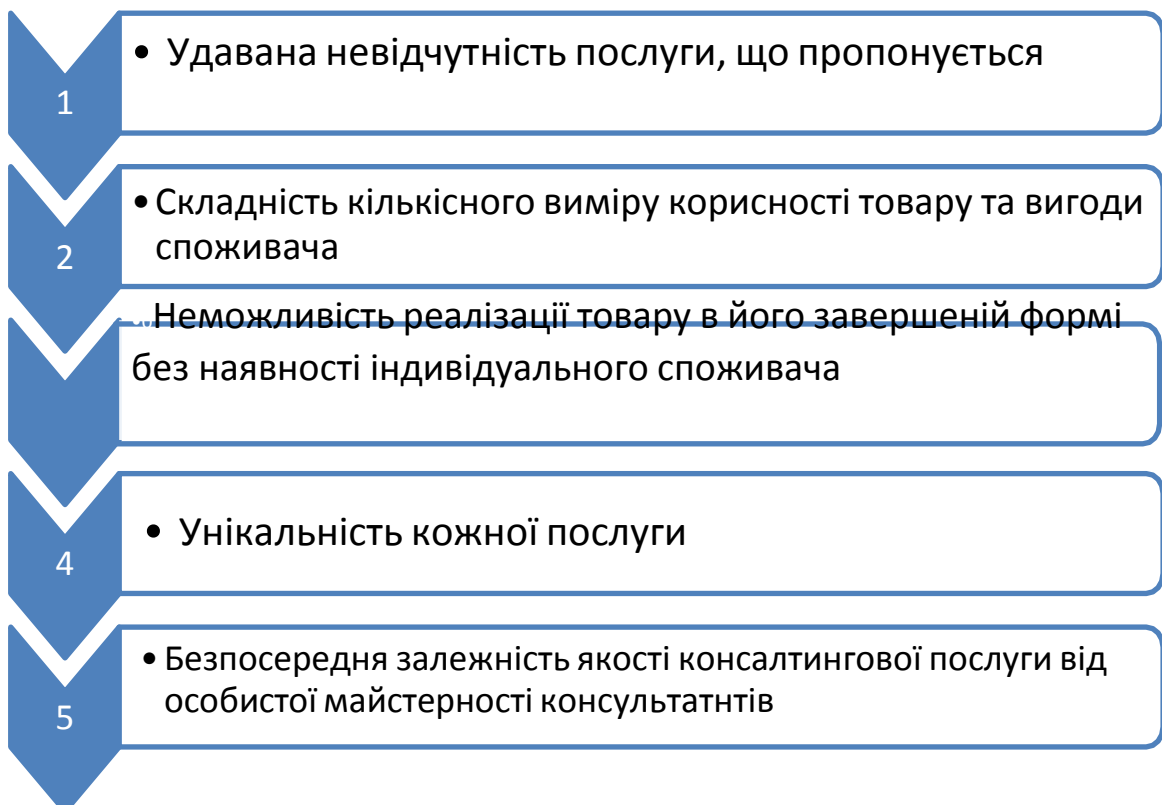 1
• Удавана невідчутність послуги, що пропонується
2
• Складність кількісного виміру корисності товару та вигоди
споживача
Неможливість реалізації товару в його завершеній формі
без наявності індивідуального споживача
4
• Унікальність кожної послуги
5
• Безпосередня залежність якості консалтингової послуги від
особистої майстерності консультатнтів